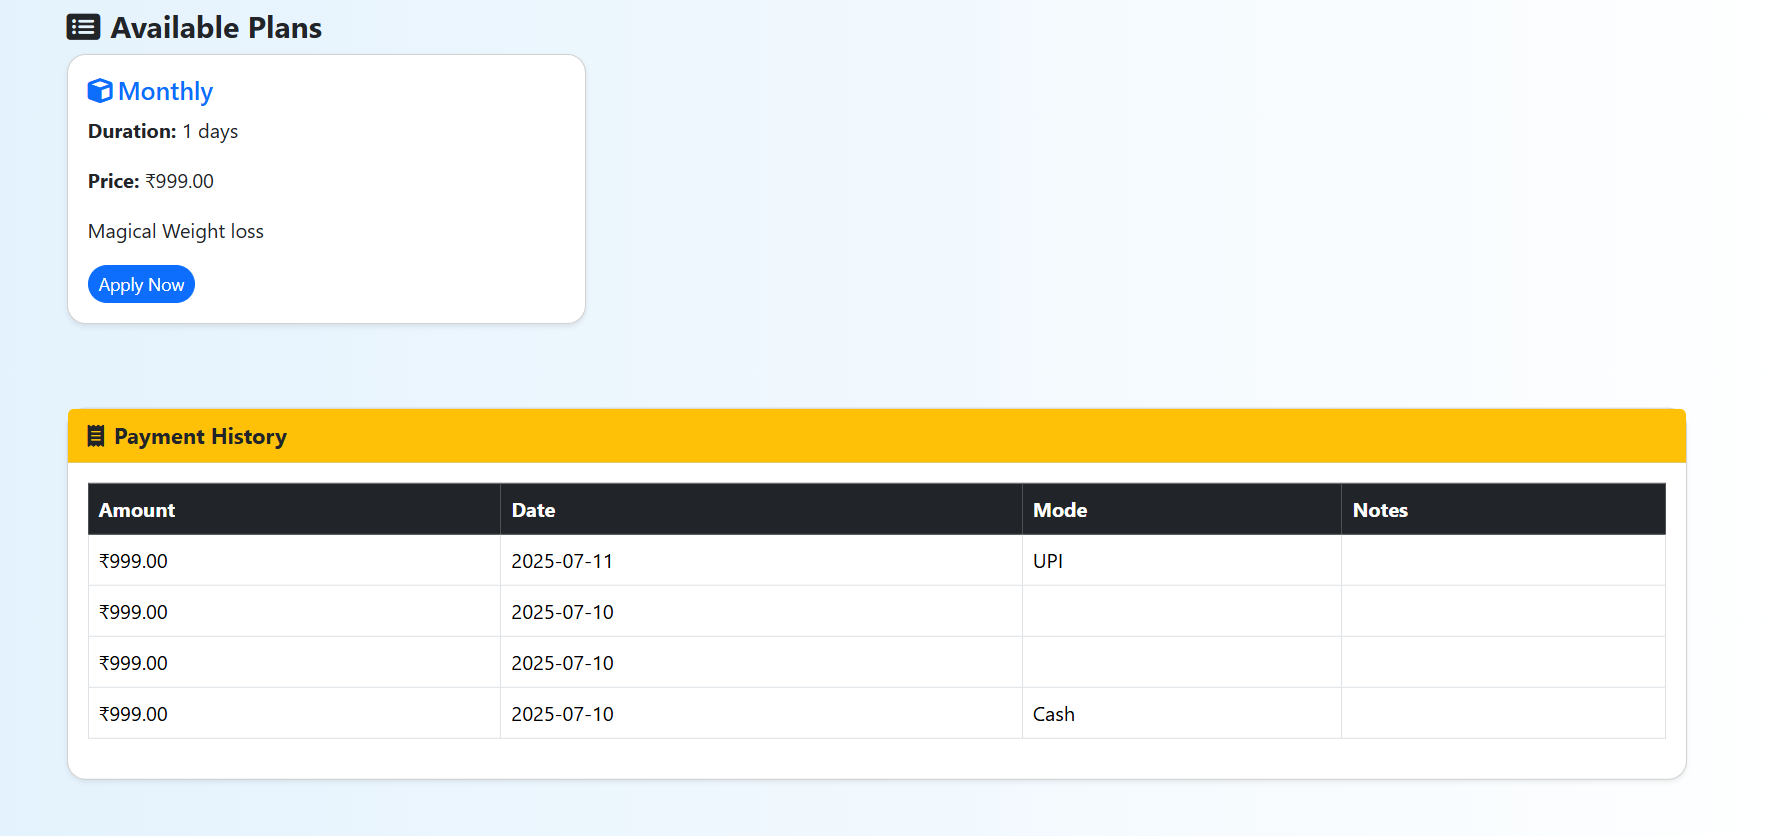 Available Plans
Monthly
Duration: 1 days
Price: ₹999.00
Magical Weight loss
Apply Now
Payment History
Amount Date Mode Notes
₹999.00 2025-07-11 UPI
₹999.00 2025-07-10
₹999.00 2025-07-10
₹999.00 2025-07-10 Cash